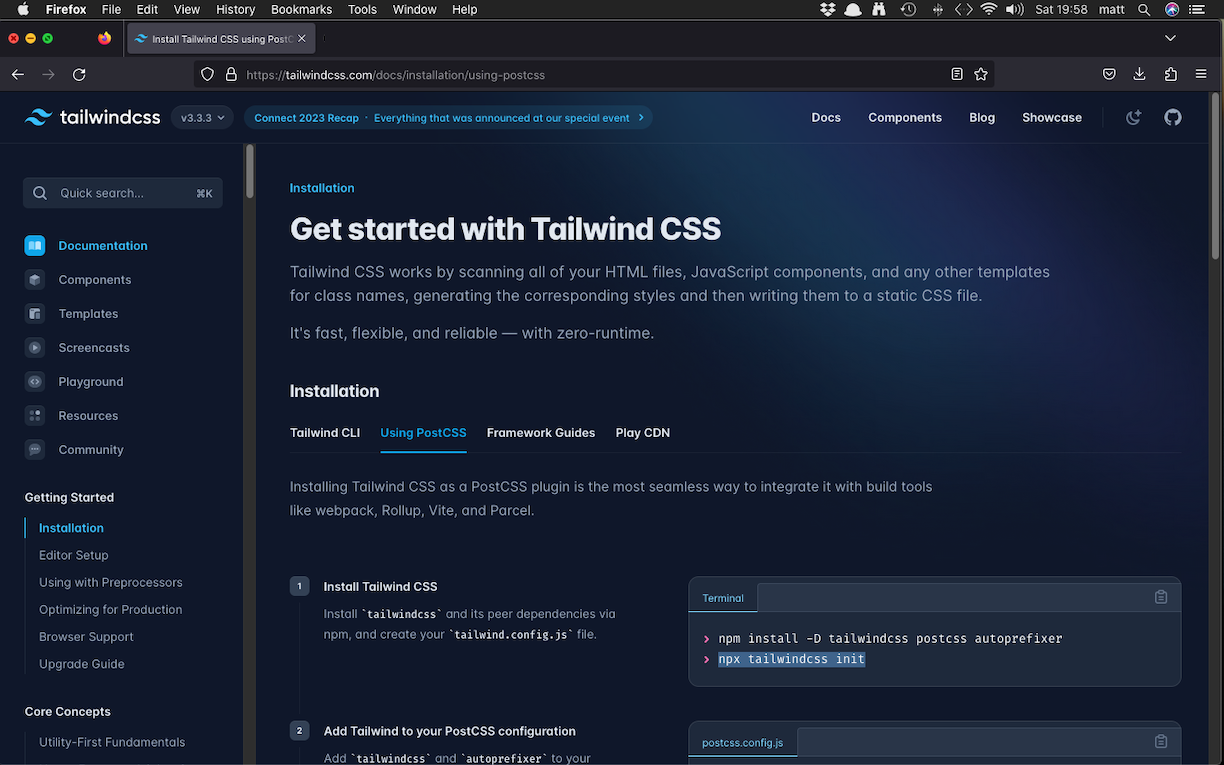 Firefox File Edit View History Bookmarks Tools Window Help Sat 19:58 matt
Install Tailwind CSS using PostC
https://tailwindcss.com/docs/installation/using-postcss
tailwindcss v3.3.3 Connect 2023 Recap · Everything that was announced at our special event Docs Components Blog Showcase
Quick search... ⌘K
Documentation
Components
Templates
Screencasts
Playground
Resources
Community
Getting Started
Installation
Editor Setup
Using with Preprocessors
Optimizing for Production
Browser Support
Upgrade Guide
Core Concepts
Utility-First Fundamentals
Installation
Get started with Tailwind CSS
Tailwind CSS works by scanning all of your HTML files, JavaScript components, and any other templates
for class names, generating the corresponding styles and then writing them to a static CSS file.
It's fast, flexible, and reliable — with zero-runtime.
Installation
Tailwind CLI Using PostCSS Framework Guides Play CDN
Installing Tailwind CSS as a PostCSS plugin is the most seamless way to integrate it with build tools
like webpack, Rollup, Vite, and Parcel.
1 Install Tailwind CSS
Install `tailwindcss` and its peer dependencies via
npm, and create your `tailwind.config.js` file.
Terminal
> npm install -D tailwindcss postcss autoprefixer
> npx tailwindcss init
2 Add Tailwind to your PostCSS configuration
Add `tailwindcss` and `autoprefixer` to your
postcss.config.js